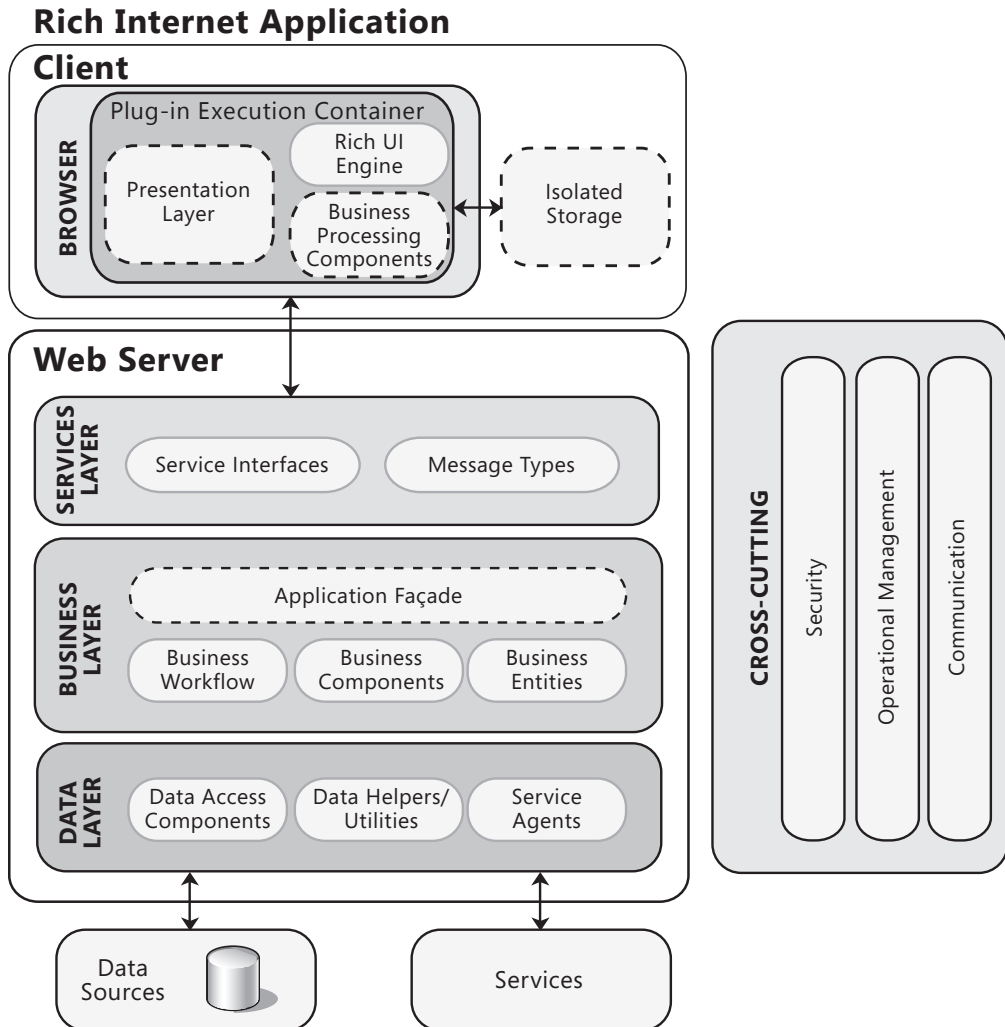 Rich Internet Application
Client
BROWSER
Plug-in Execution Container
Presentation
Layer
Rich UI
Engine
Business
Processing
Components
Isolated
Storage
Web Server
SERVICES
LAYER
Service Interfaces
Message Types
BUSINESS
LAYER
Application Façade
Business
Workflow
Business
Components
Business
Entities
DATA
LAYER
Data Access
Components
Data Helpers/
Utilities
Service
Agents
CROSS-CUTTING
Security
Operational Management
Communication
Data
Sources
Services